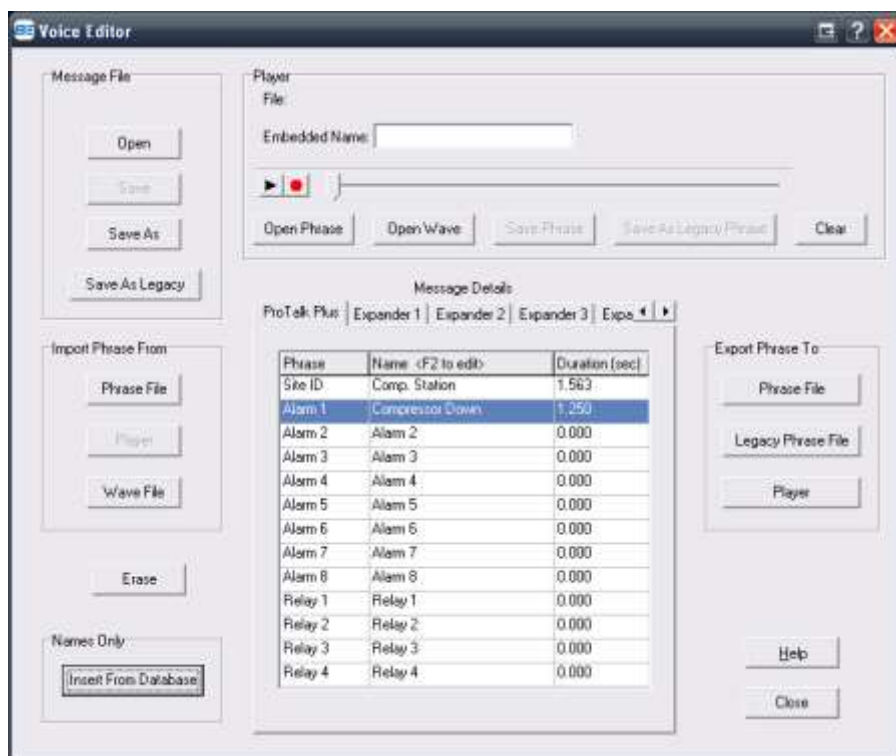 Voice Editor
Message File
Open
Save
Save As
Save As Legacy
Player
File:
Embedded Name:
Open Phrase
Open Wave
Save Phrase
Save As Legacy Phrase
Clear
Message Details
ProTalk Plus
Expander 1
Expander 2
Expander 3
Expa
Import Phrase From
Phrase File
Player
Wave File
Erase
Names Only
Insert From Database
Phrase Name <F2 to edit> Duration (sec)
Site ID Comp. Station 1.563
Alarm 1 Compressor Down 1.250
Alarm 2 Alarm 2 0.000
Alarm 3 Alarm 3 0.000
Alarm 4 Alarm 4 0.000
Alarm 5 Alarm 5 0.000
Alarm 6 Alarm 6 0.000
Alarm 7 Alarm 7 0.000
Alarm 8 Alarm 8 0.000
Relay 1 Relay 1 0.000
Relay 2 Relay 2 0.000
Relay 3 Relay 3 0.000
Relay 4 Relay 4 0.000
Export Phrase To
Phrase File
Legacy Phrase File
Player
Help
Close